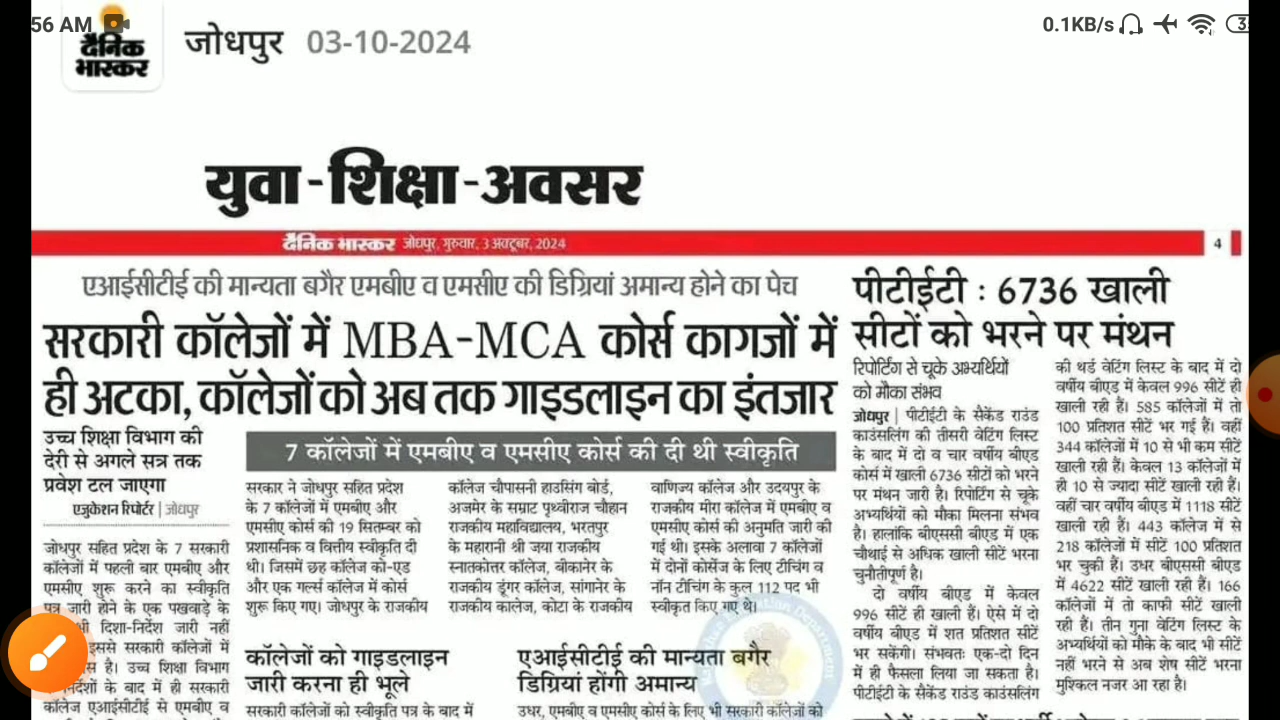 56 AM
0.1KB/s
दैनिक
भास्कर
जोधपुर 03-10-2024
युवा-शिक्षा-अवसर
दैनिक भास्कर जोधपुर, गुरुवार, 3 अक्टूबर, 2024
4
एआईसीटीई की मान्यता बगैर एमबीए व एमसीए की डिग्रियां अमान्य होने का पेच
सरकारी कॉलेजों में MBA-MCA कोर्स कागजों में
ही अटका, कॉलेजों को अब तक गाइडलाइन का इंतजार
उच्च शिक्षा विभाग की
देरी से अगले सत्र तक
प्रवेश टल जाएगा
एजुकेशन रिपोर्टर | जोधपुर
जोधपुर सहित प्रदेश के 7 सरकारी
कॉलेजों में पहली बार एमबीए और
एमसीए शुरू करने का स्वीकृति
पत्र जारी होने के एक पखवाड़े के
भी दिशा-निर्देश जारी नहीं
इससे सरकारी कॉलेजों में
है। उच्च शिक्षा विभाग
के बाद में ही सरकारी
कॉलेज एआईसीटीई से एमबीए व
7 कॉलेजों में एमबीए व एमसीए कोर्स की दी थी स्वीकृति
सरकार ने जोधपुर सहित प्रदेश
के 7 कॉलेजों में एमबीए और
एमसीए कोर्स की 19 सितम्बर को
प्रशासनिक व वित्तीय स्वीकृति दी
थी। जिसमें छह कॉलेज को-एड
और एक गर्ल्स कॉलेज में कोर्स
शुरू किए गए। जोधपुर के राजकीय
कॉलेज चौपासनी हाउसिंग बोर्ड,
अजमेर के सम्राट पृथ्वीराज चौहान
राजकीय महाविद्यालय, भरतपुर
के महारानी श्री जया राजकीय
स्नातकोत्तर कॉलेज, बीकानेर के
राजकीय डूंगर कॉलेज, सांगानेर के
राजकीय कालेज, कोटा के राजकीय
वाणिज्य कॉलेज और उदयपुर के
राजकीय मीरा कॉलेज में एमबीए व
एमसीए कोर्स की अनुमति जारी की
गई थी। इसके अलावा 7 कॉलेजों
में दोनों कोर्सेज के लिए टीचिंग व
नॉन टीचिंग के कुल 112 पद भी
स्वीकृत किए गए थे।
कॉलेजों को गाइडलाइन
जारी करना ही भूले
सरकारी कॉलेजों को स्वीकृति पत्र के बाद में
एआईसीटीई की मान्यता बगैर
डिग्रियां होंगी अमान्य
उधर, एमबीए व एमसीए कोर्स के लिए भी सरकारी कॉलेजों को
पीटीईटी : 6736 खाली
सीटों को भरने पर मंथन
रिपोर्टिंग से चूके अभ्यर्थियों
को मौका संभव
जोधपुर | पीटीईटी के सैकेंड राउंड
काउंसलिंग की तीसरी वेटिंग लिस्ट
के बाद में दो व चार वर्षीय बीएड
कोर्स में खाली 6736 सीटों को भरने
पर मंथन जारी है। रिपोर्टिंग से चूके
अभ्यर्थियों को मौका मिलना संभव
है। हालांकि बीएससी बीएड में एक
चौथाई से अधिक खाली सीटें भरना
चुनौतीपूर्ण है।
दो वर्षीय बीएड में केवल
996 सीटें ही खाली हैं। ऐसे में दो
वर्षीय बीएड में शत प्रतिशत सीटें
भर सकेंगी। संभवतः एक-दो दिन
में ही फैसला लिया जा सकता है।
पीटीईटी के सैकेंड राउंड काउंसलिंग
की थर्ड वेटिंग लिस्ट के बाद में दो
वर्षीय बीएड में केवल 996 सीटें ही
खाली रही हैं। 585 कॉलेजों में तो
100 प्रतिशत सीटें भर गई हैं। वहीं
344 कॉलेजों में 10 से भी कम सीटें
खाली रही हैं। केवल 13 कॉलेजों में
ही 10 से ज्यादा सीटें खाली रही हैं।
वहीं चार वर्षीय बीएड में 1118 सीटें
खाली रही हैं। 443 कॉलेज में से
218 कॉलेजों में सीटें 100 प्रतिशत
भर चुकी हैं। उधर बीएससी बीएड
में 4622 सीटें खाली रही हैं। 166
कॉलेजों में तो काफी सीटें खाली
रही हैं। तीन गुना वेटिंग लिस्ट के
अभ्यर्थियों को मौके के बाद भी सीटें
नहीं भरने से अब शेष सीटें भरना
मुश्किल नजर आ रहा है।